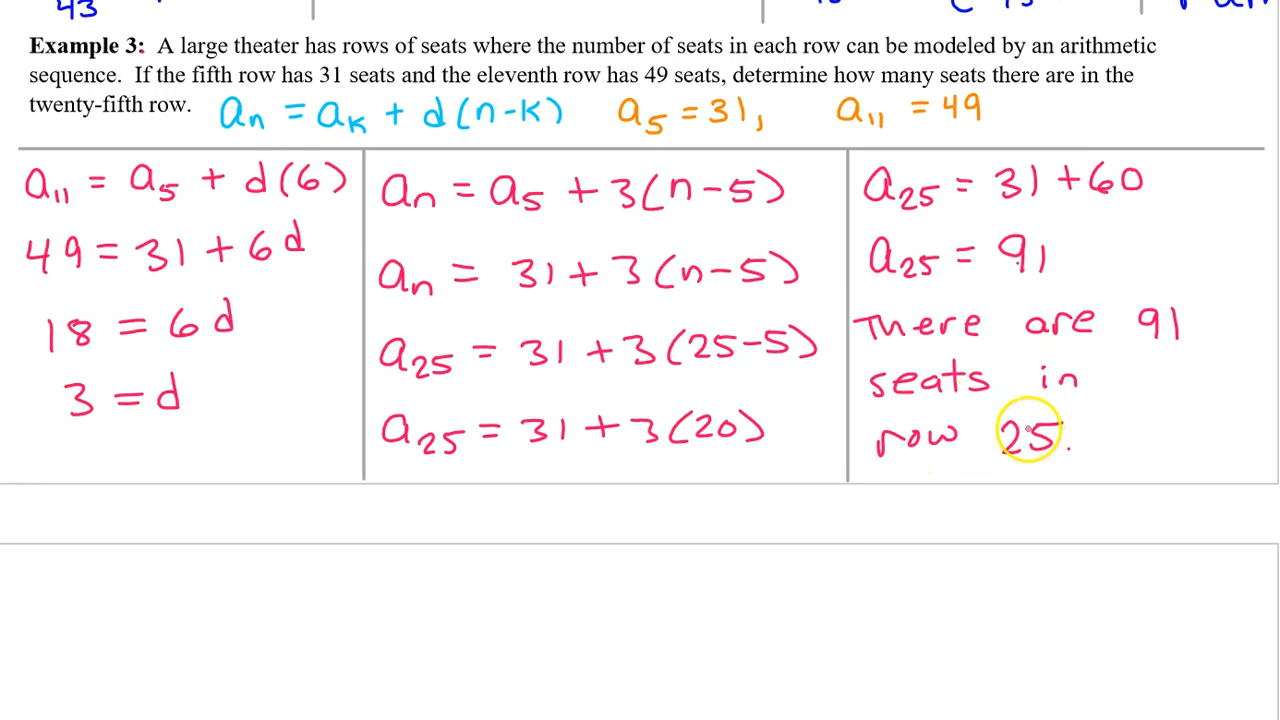 43
Example 3: A large theater has rows of seats where the number of seats in each row can be modeled by an arithmetic
sequence. If the fifth row has 31 seats and the eleventh row has 49 seats, determine how many seats there are in the
twenty-fifth row. aₙ = aₖ + d(n-k) a₅ = 31, a₁₁ = 49
a₁₁ = a₅ + d(6)
49 = 31 + 6d
18 = 6d
3 = d
aₙ = a₅ + 3(n-5)
aₙ = 31 + 3(n-5)
a₂₅ = 31 + 3(25-5)
a₂₅ = 31 + 3(20)
a₂₅ = 31 + 60
a₂₅ = 91
There are 91
seats in
row 25.